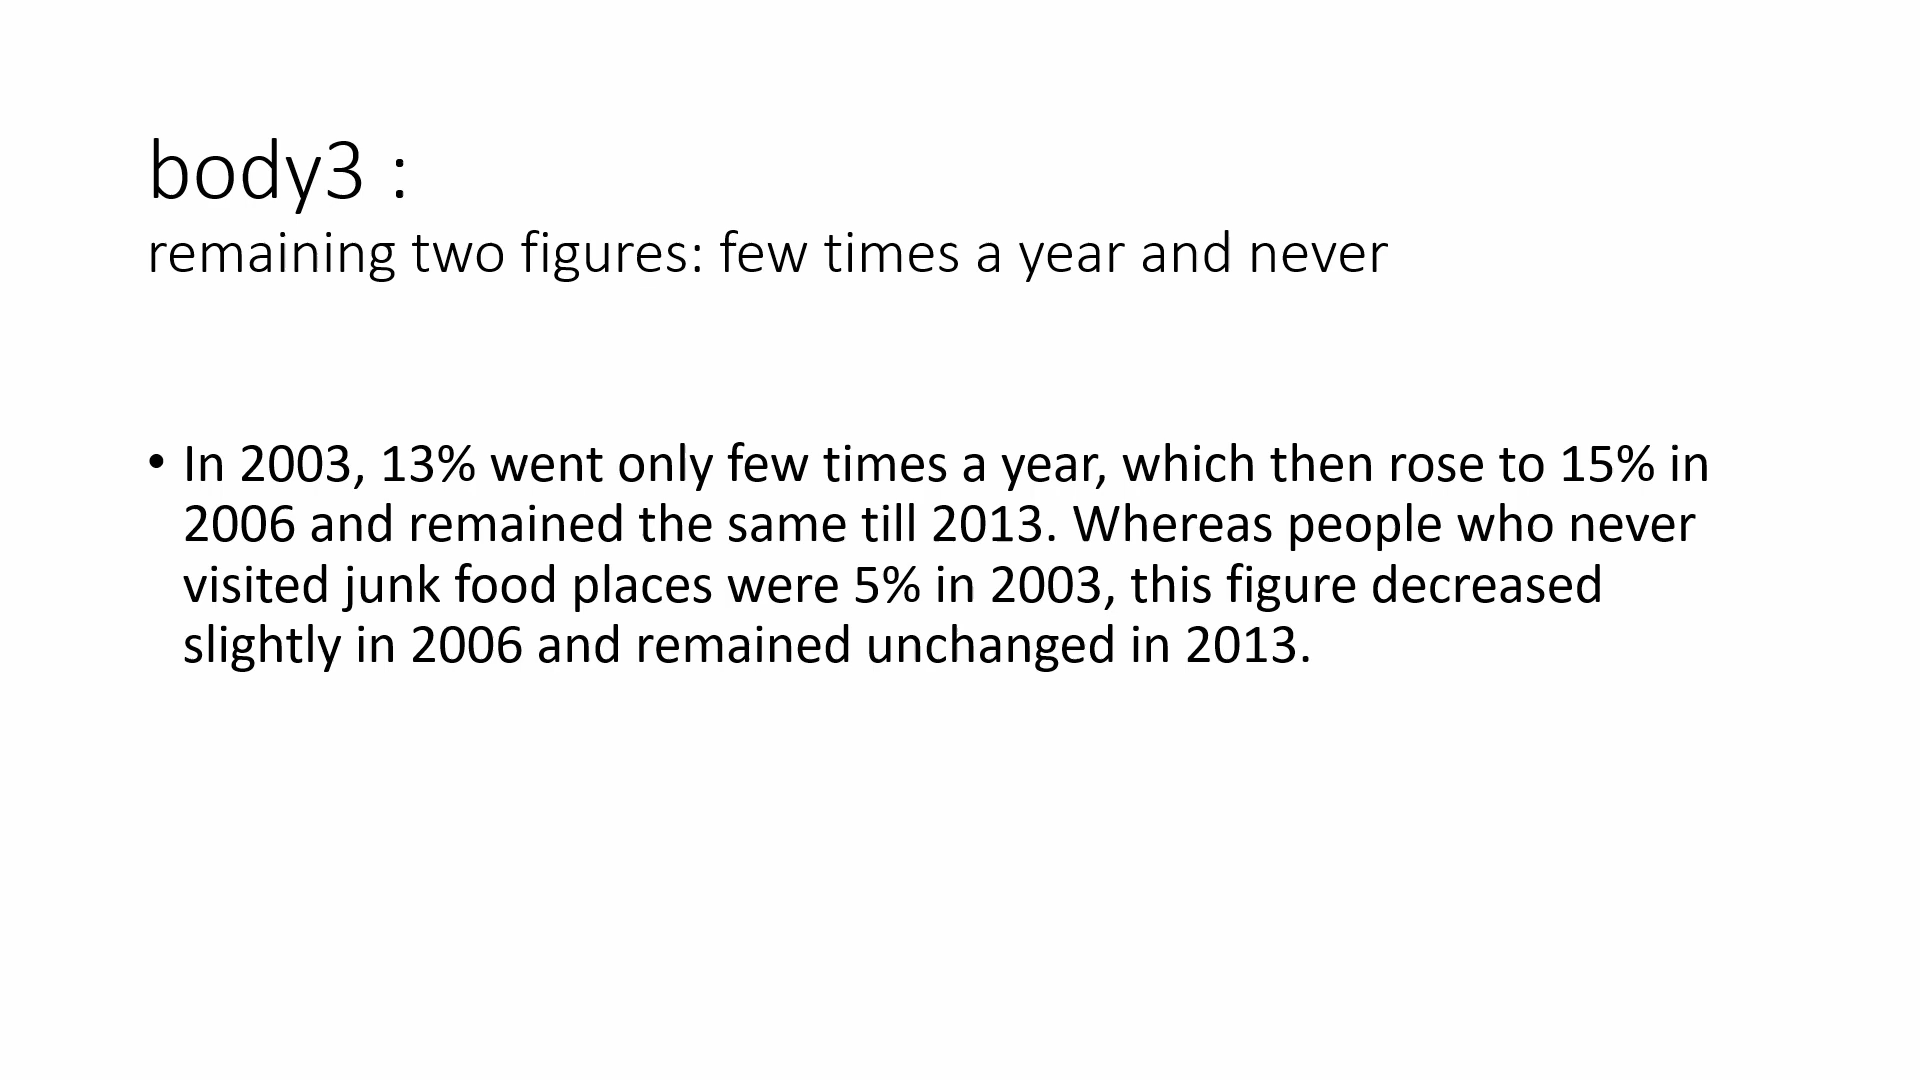 body3 :
remaining two figures: few times a year and never
• In 2003, 13% went only few times a year, which then rose to 15% in
2006 and remained the same till 2013. Whereas people who never
visited junk food places were 5% in 2003, this figure decreased
slightly in 2006 and remained unchanged in 2013.